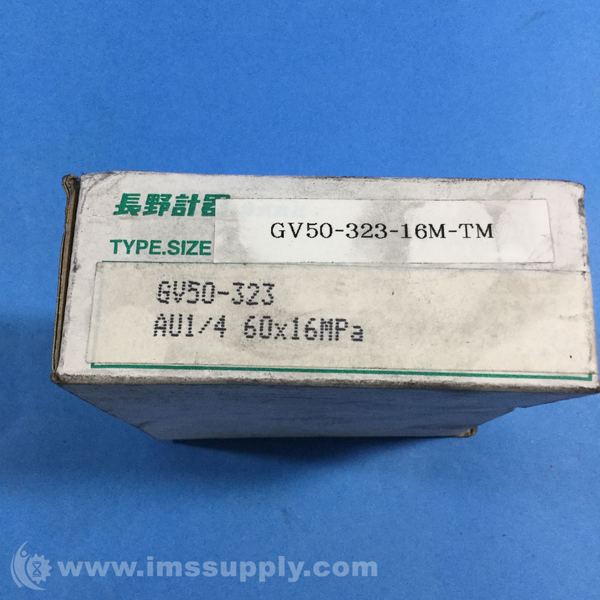 長野計器
GV50-323-16M-TM
TYPE.SIZE
GV50-323
AU1/4 60x16MPa
www.imssupply.com